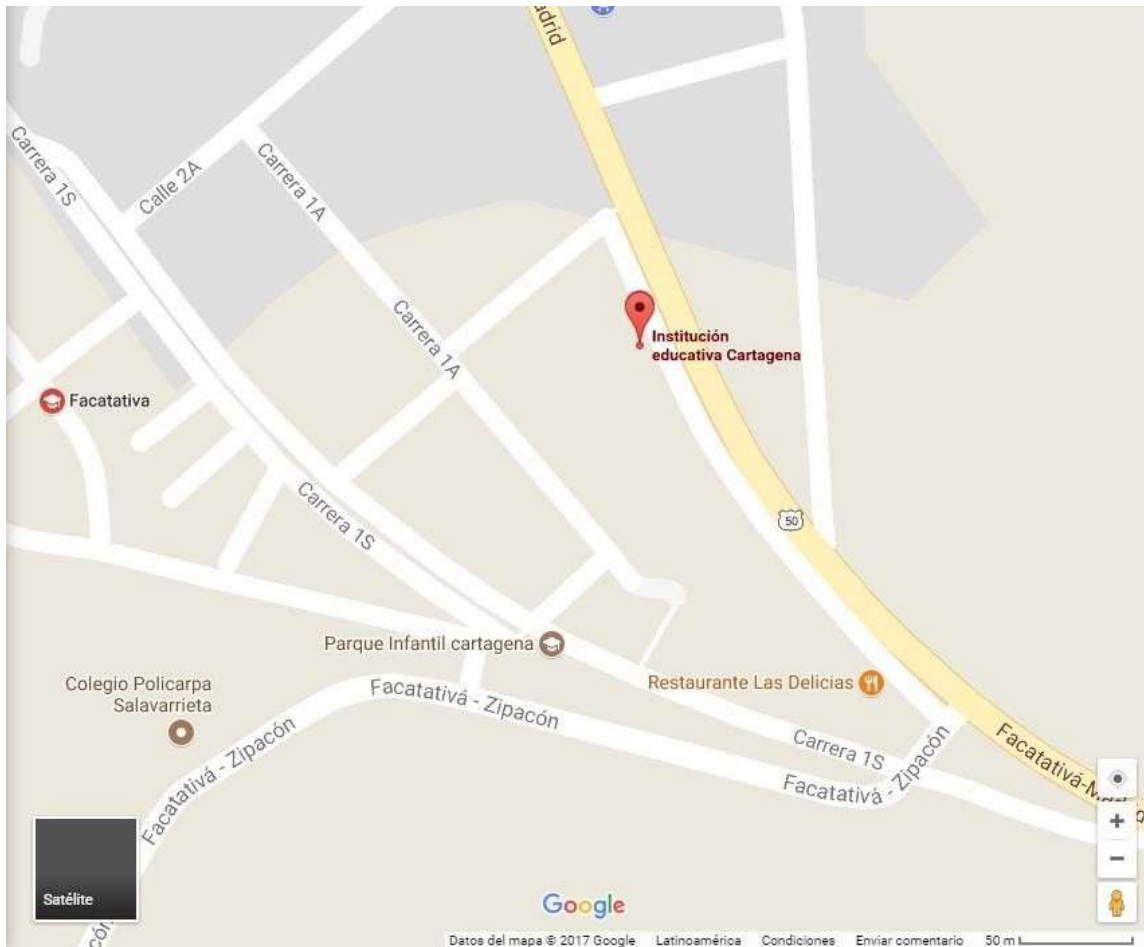 Madrid
Carrera 1S
Calle 2A
Carrera 1A
Carrera 1A
Institución
educativa Cartagena
Facatativa
Carrera 1S
50
Parque Infantil cartagena
Colegio Policarpa
Salavarrieta
Restaurante Las Delicias
Facatativá - Zipacón
Facatativá - Zipacón
Carrera 1S
Facatativá - Zipacón
Facatativá-M
Satélite
Google
Datos del mapa © 2017 Google Latinoamérica Condiciones Enviar comentario 50 m